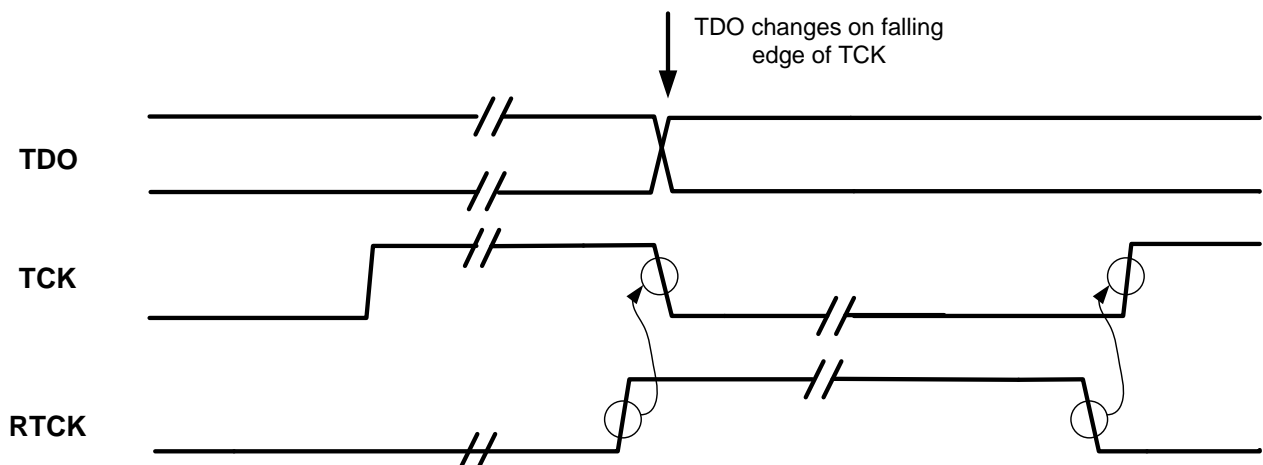 TDO changes on falling
edge of TCK
TDO
TCK
RTCK